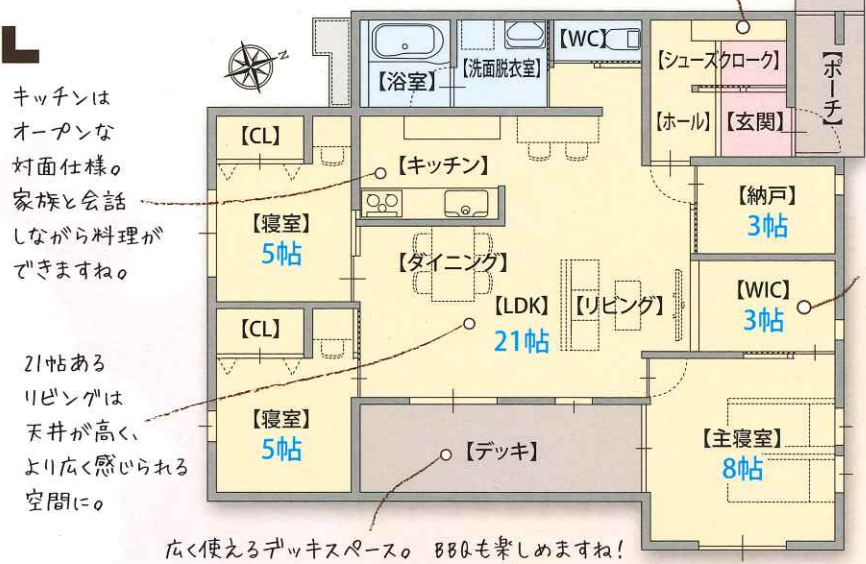 キッチンは
オープンな
対面仕様。
家族と会話
しながら料理が
できますね。
21帖ある
リビングは
天井が高く、
より広く感じられる
空間に。
広く使えるデッキスペース。 BBQも楽しめますね!
N
【浴室】
【洗面脱衣室】
【WC】
【シューズクローク】
【ポーチ】
【ホール】
【玄関】
【CL】
【キッチン】
【納戸】
3帖
【寝室】
5帖
【ダイニング】
【LDK】
21帖
【リビング】
【WIC】
3帖
【CL】
【寝室】
5帖
【デッキ】
【主寝室】
8帖